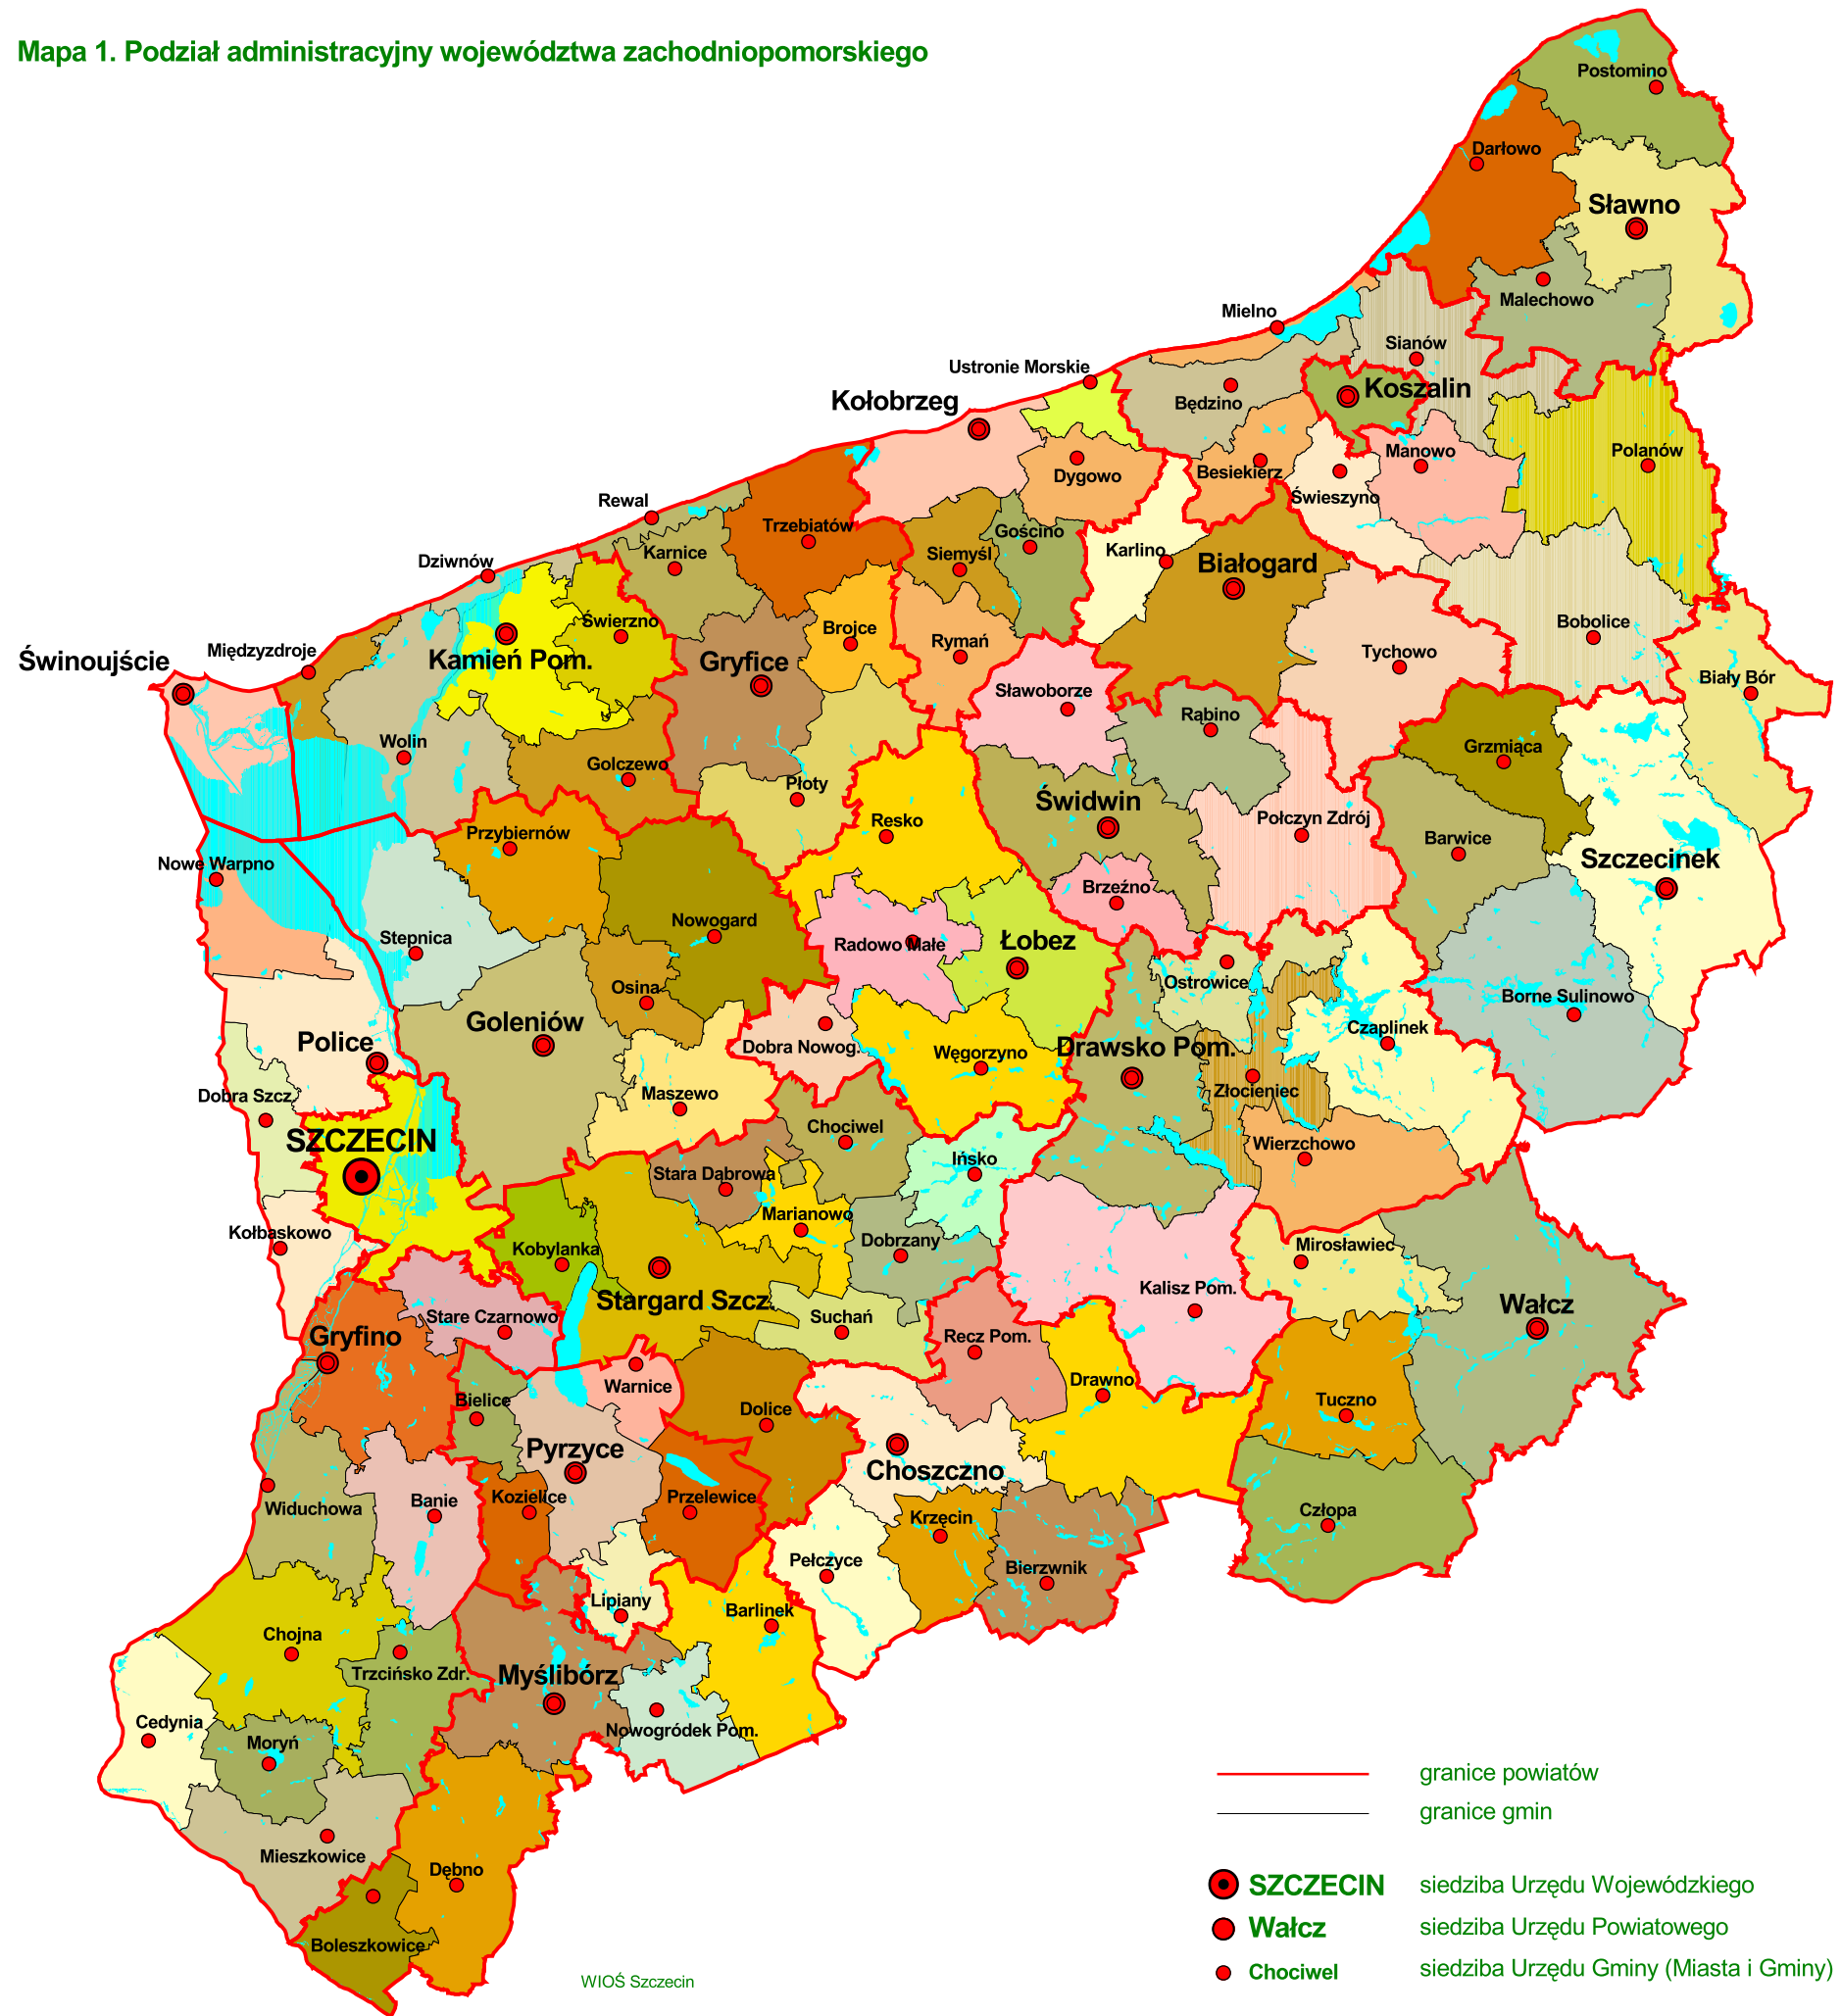 Mapa 1. Podział administracyjny województwa zachodniopomorskiego
Postomino
Darłowo
Sławno
Malechowo
Mielno
Sianów
Ustronie Morskie
Koszalin
Kołobrzeg
Będzino
Polanów
Manowo
Besiekierz
Dygowo
Świeszyno
Rewal
Trzebiatów
Gościno
Siemyśl
Karlino
Karnice
Dziwnów
Białogard
Świerzno
Brojce
Bobolice
Rymań
Tychowo
Międzyzdroje
Świnoujście
Kamień Pom.
Gryfice
Biały Bór
Sławoborze
Rąbino
Wolin
Grzmiąca
Golczewo
Płoty
Świdwin
Resko
Połczyn Zdrój
Przybiernów
Barwice
Szczecinek
Nowe Warpno
Brzeźno
Nowogard
Stepnica
Radowo Małe
Łobez
Ostrowice
Osina
Borne Sulinowo
Goleniów
Czaplinek
Police
Dobra Nowog.
Węgorzyno
Drawsko Pom.
Złocieniec
Dobra Szcz.
Maszewo
Chociwel
SZCZECIN
Wierzchowo
Ińsko
Stara Dąbrowa
Marianowo
Kołbaskowo
Dobrzany
Kobylanka
Mirosławiec
Kalisz Pom.
Stargard Szcz.
Wałcz
Stare Czarnowo
Suchań
Gryfino
Recz Pom.
Drawno
Warnice
Bielice
Tuczno
Dolice
Pyrzyce
Choszczno
Kozielice
Przelewice
Banie
Widuchowa
Człopa
Krzęcin
Pełczyce
Bierzwnik
Lipiany
Barlinek
Chojna
Trzcińsko Zdr.
Myślibórz
Cedynia
Nowogródek Pom.
Moryń
Mieszkowice
Dębno
Boleszkowice
granice powiatów
granice gmin
SZCZECIN siedziba Urzędu Wojewódzkiego
Wałcz siedziba Urzędu Powiatowego
Chociwel siedziba Urzędu Gminy (Miasta i Gminy)
WIOŚ Szczecin